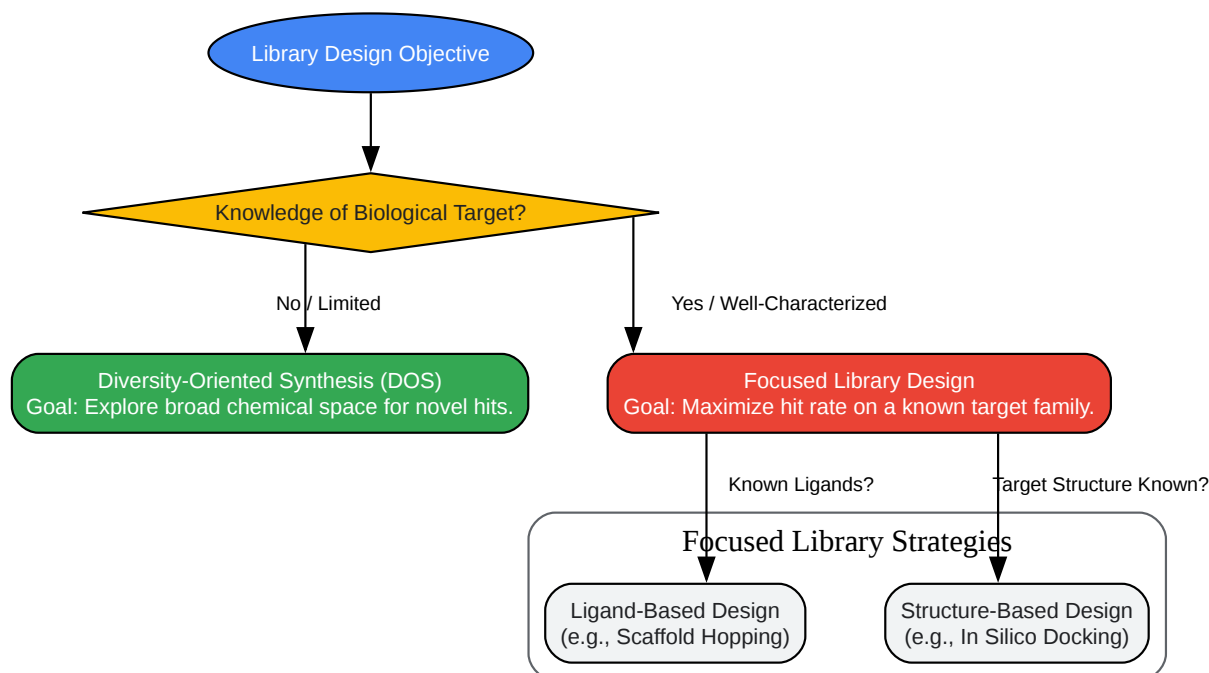 Library Design Objective
Knowledge of Biological Target?
No / Limited
Yes / Well-Characterized
Diversity-Oriented Synthesis (DOS)
Goal: Explore broad chemical space for novel hits.
Focused Library Design
Goal: Maximize hit rate on a known target family.
Known Ligands?
Target Structure Known?
Focused Library Strategies
Ligand-Based Design
(e.g., Scaffold Hopping)
Structure-Based Design
(e.g., In Silico Docking)